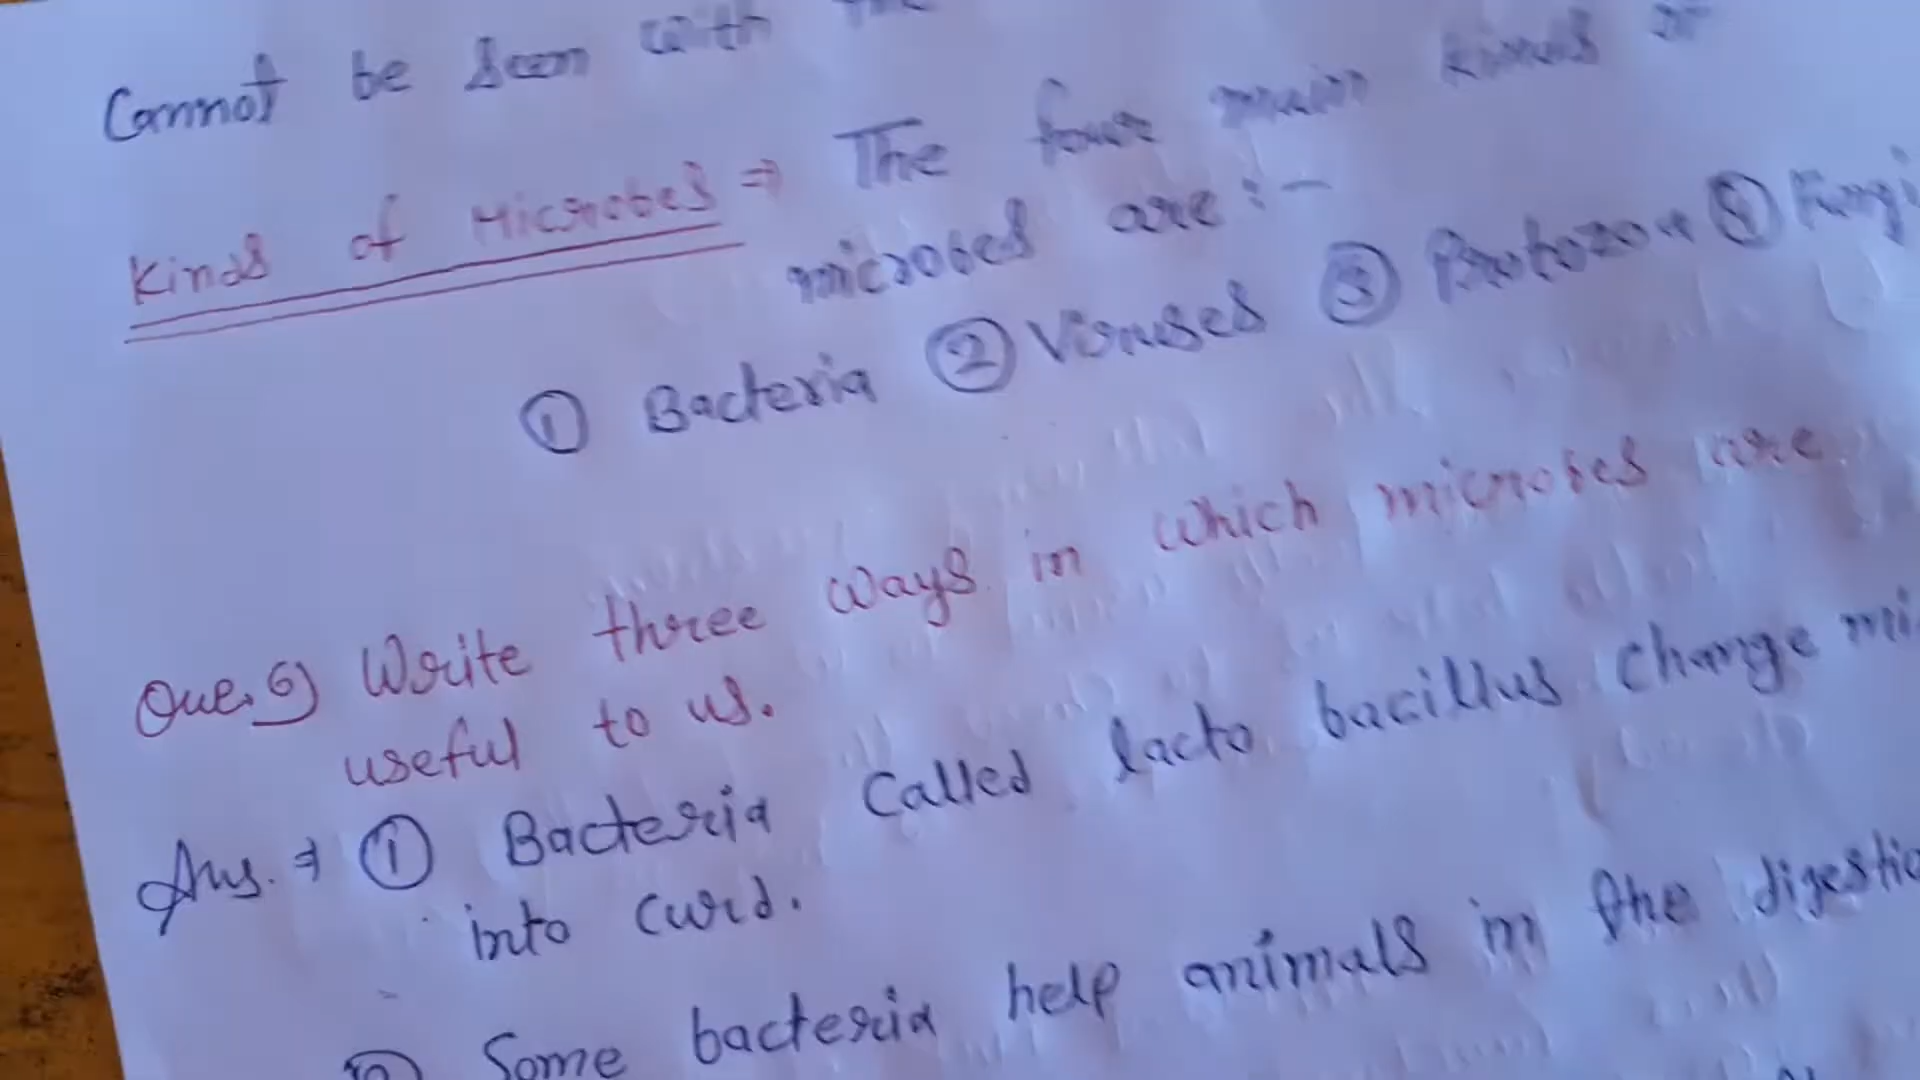 Cannot be seen with the
Kinds of Microbes ⇒ The four main kinds of
microbes are :-
① Bacteria ② Viruses ③ Protozoa ④ Fungi
Que. 6) Write three ways in which microbes are
useful to us.
Ans. ⇒ ① Bacteria called lacto bacillus change
into curd.
② Some bacteria help animals in the